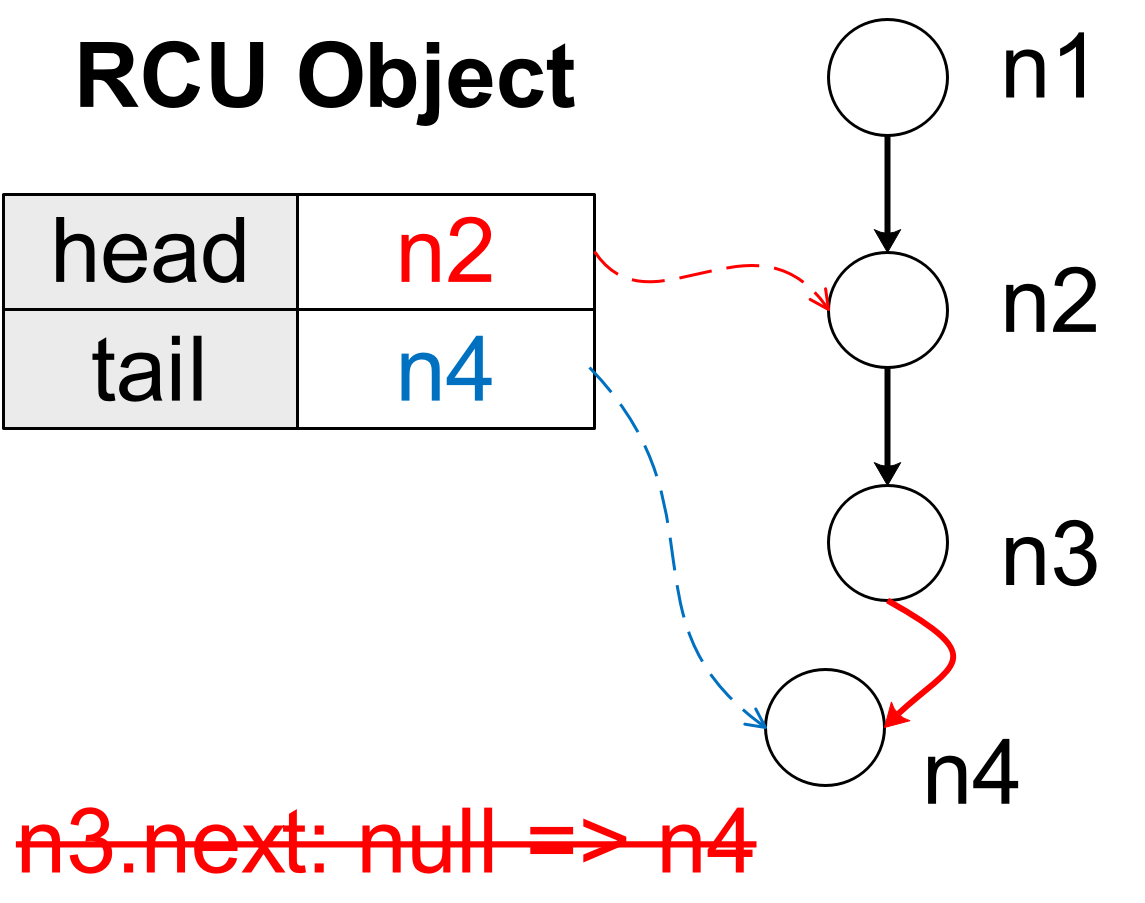 RCU Object
n1
head n2
tail n4
n2
n3
n4
n3.next: null => n4